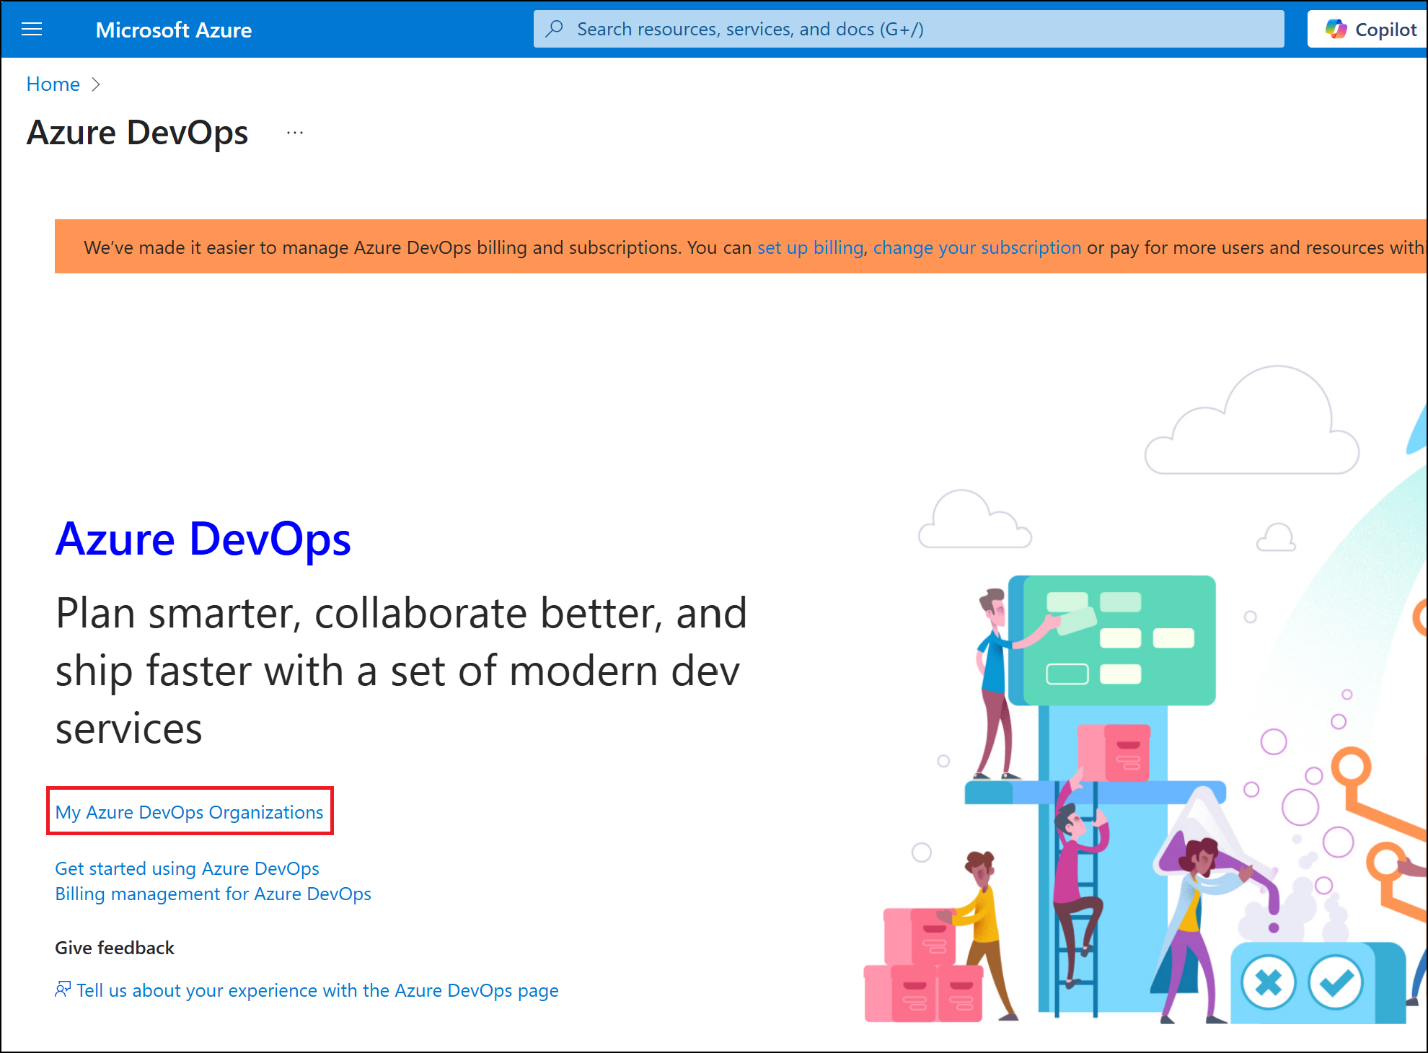 Microsoft Azure
Search resources, services, and docs (G+/)
Copilot
Home
Azure DevOps ...
We've made it easier to manage Azure DevOps billing and subscriptions. You can set up billing, change your subscription or pay for more users and resources with
Azure DevOps
Plan smarter, collaborate better, and
ship faster with a set of modern dev
services
My Azure DevOps Organizations
Get started using Azure DevOps
Billing management for Azure DevOps
Give feedback
Tell us about your experience with the Azure DevOps page